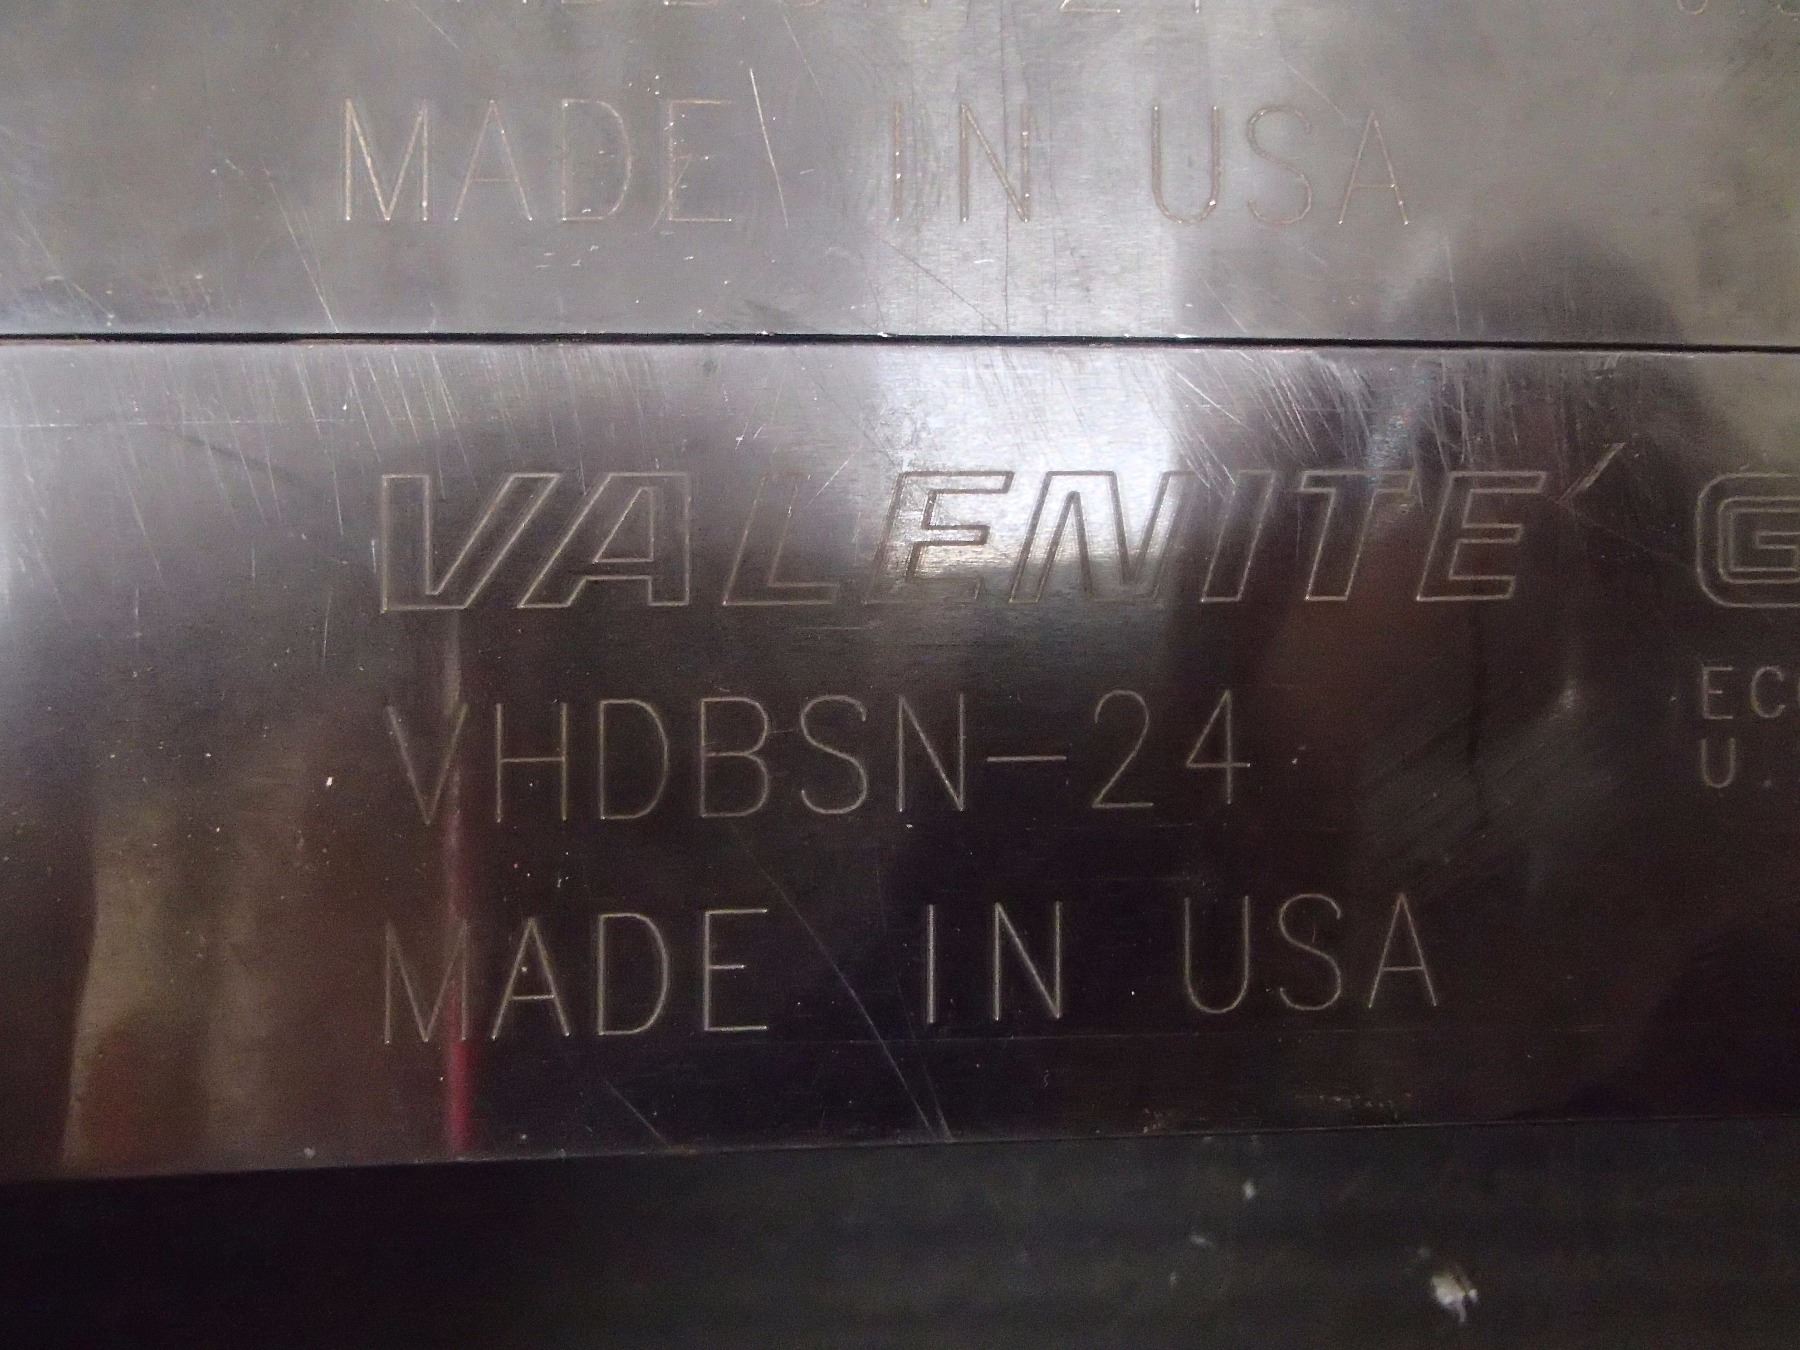 MADE IN USA
VALENITE
VHDBSN-24
U.
MADE IN USA